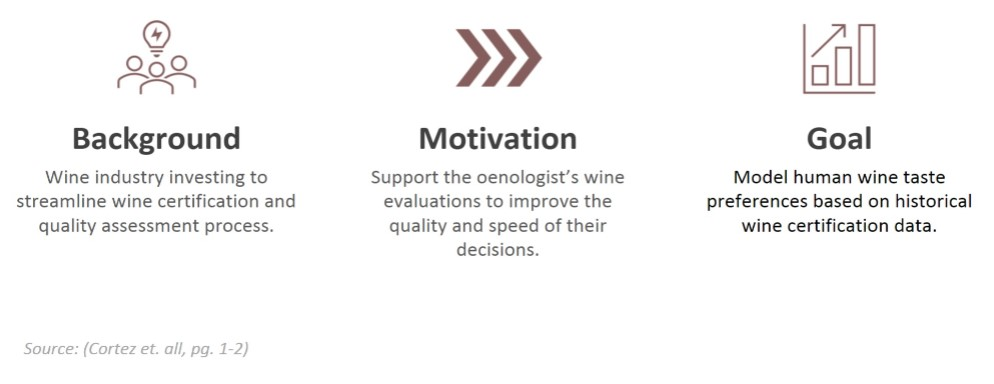 Background
Wine industry investing to
streamline wine certification and
quality assessment process.
Motivation
Support the oenologist's wine
evaluations to improve the
quality and speed of their
decisions.
Goal
Model human wine taste
preferences based on historical
wine certification data.
Source: (Cortez et. all, pg. 1-2)